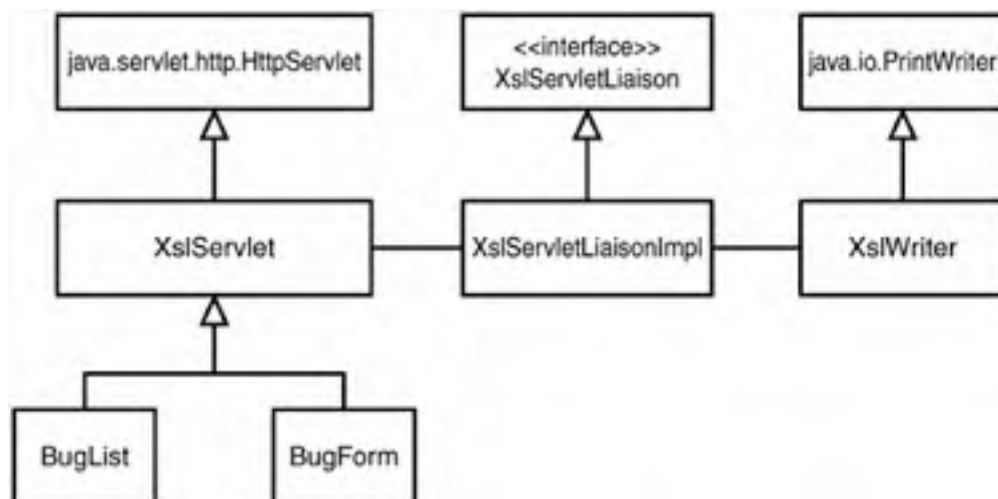 java.servlet.http.HttpServlet
<<interface>>
XslServletLiaison
java.io.PrintWriter
XslServlet
XslServletLiaisonImpl
XslWriter
BugList
BugForm